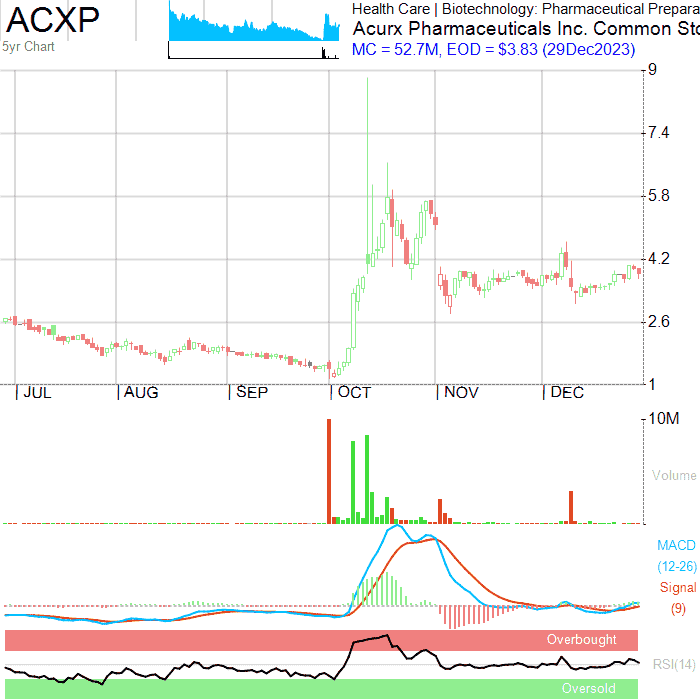 ACXP
5yr Chart
Health Care | Biotechnology: Pharmaceutical Prepara
Acurx Pharmaceuticals Inc. Common Sto
MC = 52.7M, EOD = $3.83 (29Dec2023)
9
7.4
5.8
4.2
2.6
1
JUL AUG SEP OCT NOV DEC
10M
Volume
MACD
(12-26)
Signal
(9)
Overbought
RSI(14)
Oversold